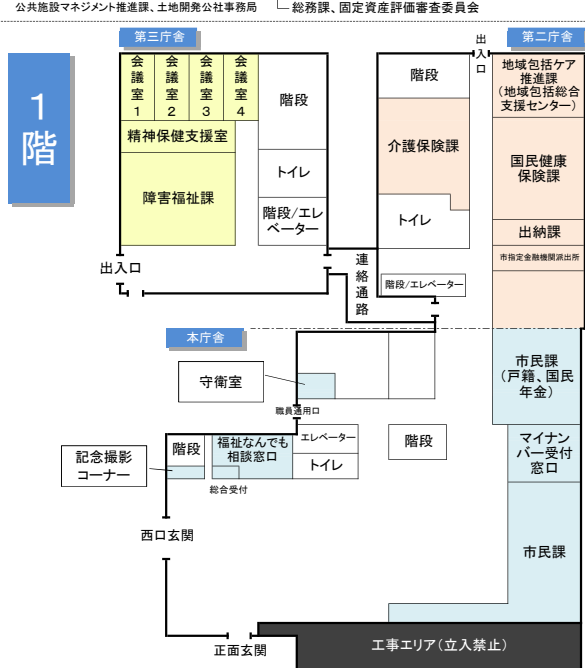 公共施設マネジメント推進課、土地開発公社事務局
総務課、固定資産評価審査委員会
第三庁舎
出入口
第二庁舎
1階
会議室1
会議室2
会議室3
会議室4
階段
階段
地域包括ケア
推進課
(地域包括総合
支援センター)
精神保健支援室
介護保険課
国民健康
保険課
障害福祉課
トイレ
階段/エレ
ベーター
トイレ
出納課
市指定金融機関派出所
出入口
連絡通路
階段/エレベーター
本庁舎
守衛室
市民課
(戸籍、国民
年金)
職員通用口
記念撮影
コーナー
階段
福祉なんでも
相談窓口
エレベーター
トイレ
階段
マイナン
バー受付
窓口
総合受付
西口玄関
市民課
正面玄関
工事エリア(立入禁止)